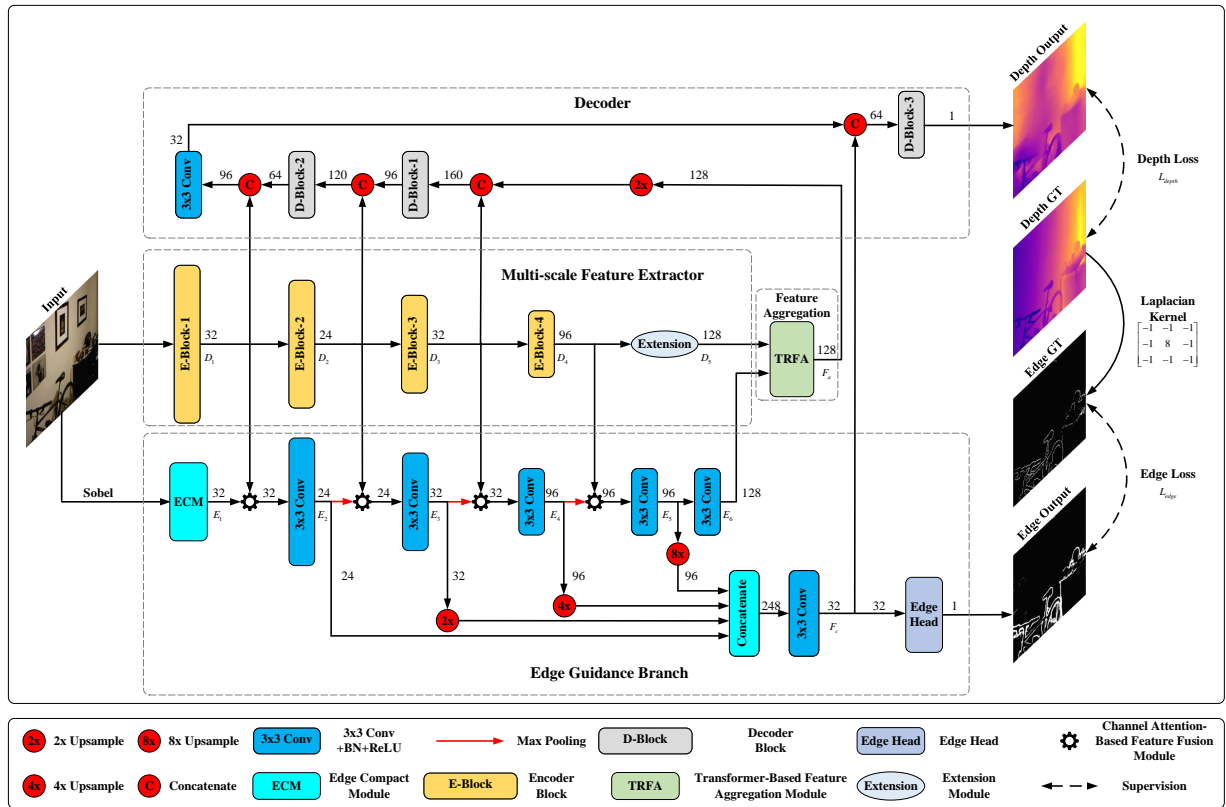 Decoder
32
64
D-Block-3
1
Depth Output
3x3 Conv
96
C
64
D-Block-2
120
C
96
D-Block-1
160
C
2x
128
C
Depth Loss
L_depth
Depth GT
Multi-scale Feature Extractor
Input
E-Block-1
32
D_1
E-Block-2
24
D_2
E-Block-3
32
D_3
E-Block-4
96
D_4
Extension
128
D_5
Feature
Aggregation
TRFA
128
F_a
Laplacian
Kernel
-1 -1 -1
-1 8 -1
-1 -1 -1
Edge GT
Sobel
ECM
32
E_1
32
3x3 Conv
24
E_2
24
3x3 Conv
32
E_3
32
3x3 Conv
96
E_4
96
3x3 Conv
96
E_5
3x3 Conv
128
E_6
Edge Loss
L_edge
Edge Output
24
32
96
8x
96
4x
2x
Concatenate
248
3x3 Conv
32
F_c
32
Edge
Head
1
Edge Guidance Branch
2x 2x Upsample
8x 8x Upsample
3x3 Conv
3x3 Conv
+BN+ReLU
Max Pooling
D-Block
Decoder
Block
Edge Head
Edge Head
Channel Attention-
Based Feature Fusion
Module
4x 4x Upsample
C Concatenate
ECM
Edge Compact
Module
E-Block
Encoder
Block
TRFA
Transformer-Based Feature
Aggregation Module
Extension
Extension
Module
Supervision